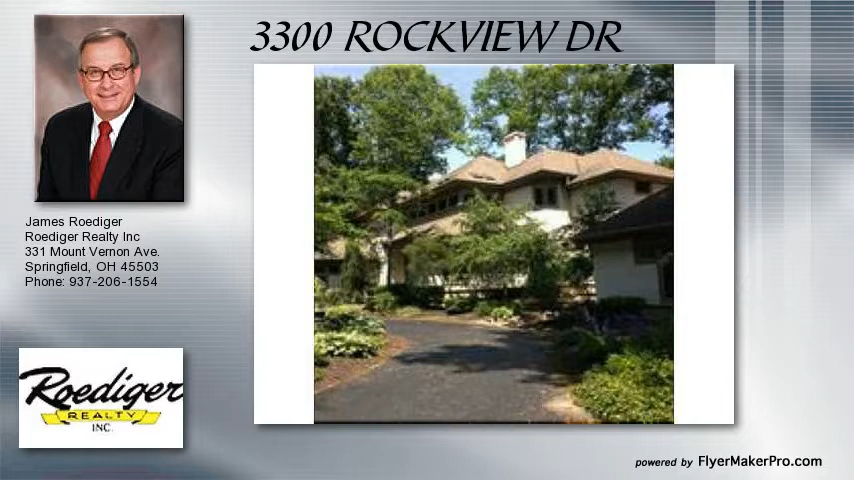 3300 ROCKVIEW DR
James Roediger
Roediger Realty Inc
331 Mount Vernon Ave.
Springfield, OH 45503
Phone: 937-206-1554
Roediger
REALTY
INC.
powered by FlyerMakerPro.com